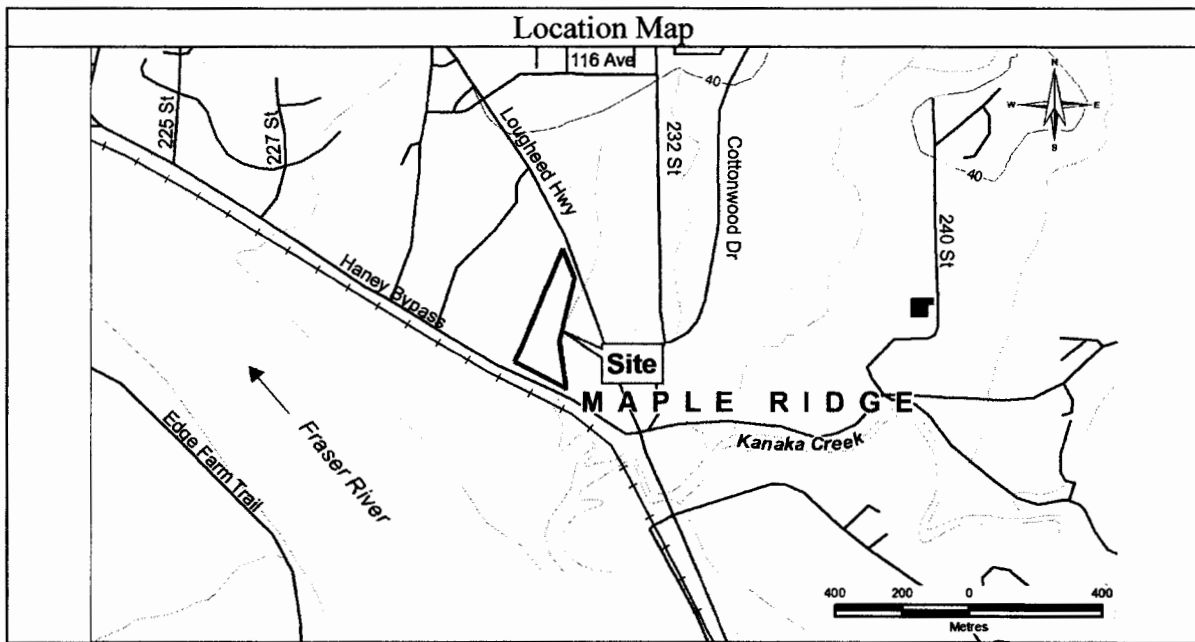 Location Map
116 Ave
40
N
W
E
S
225 St
227 St
Lougheed Hwy
232 St
Cottonwood Dr
40
240 St
Haney Bypass
Site
MAPLE RIDGE
Kanaka Creek
Fraser River
Edge Farm Trail
400 200 0 400
Metres